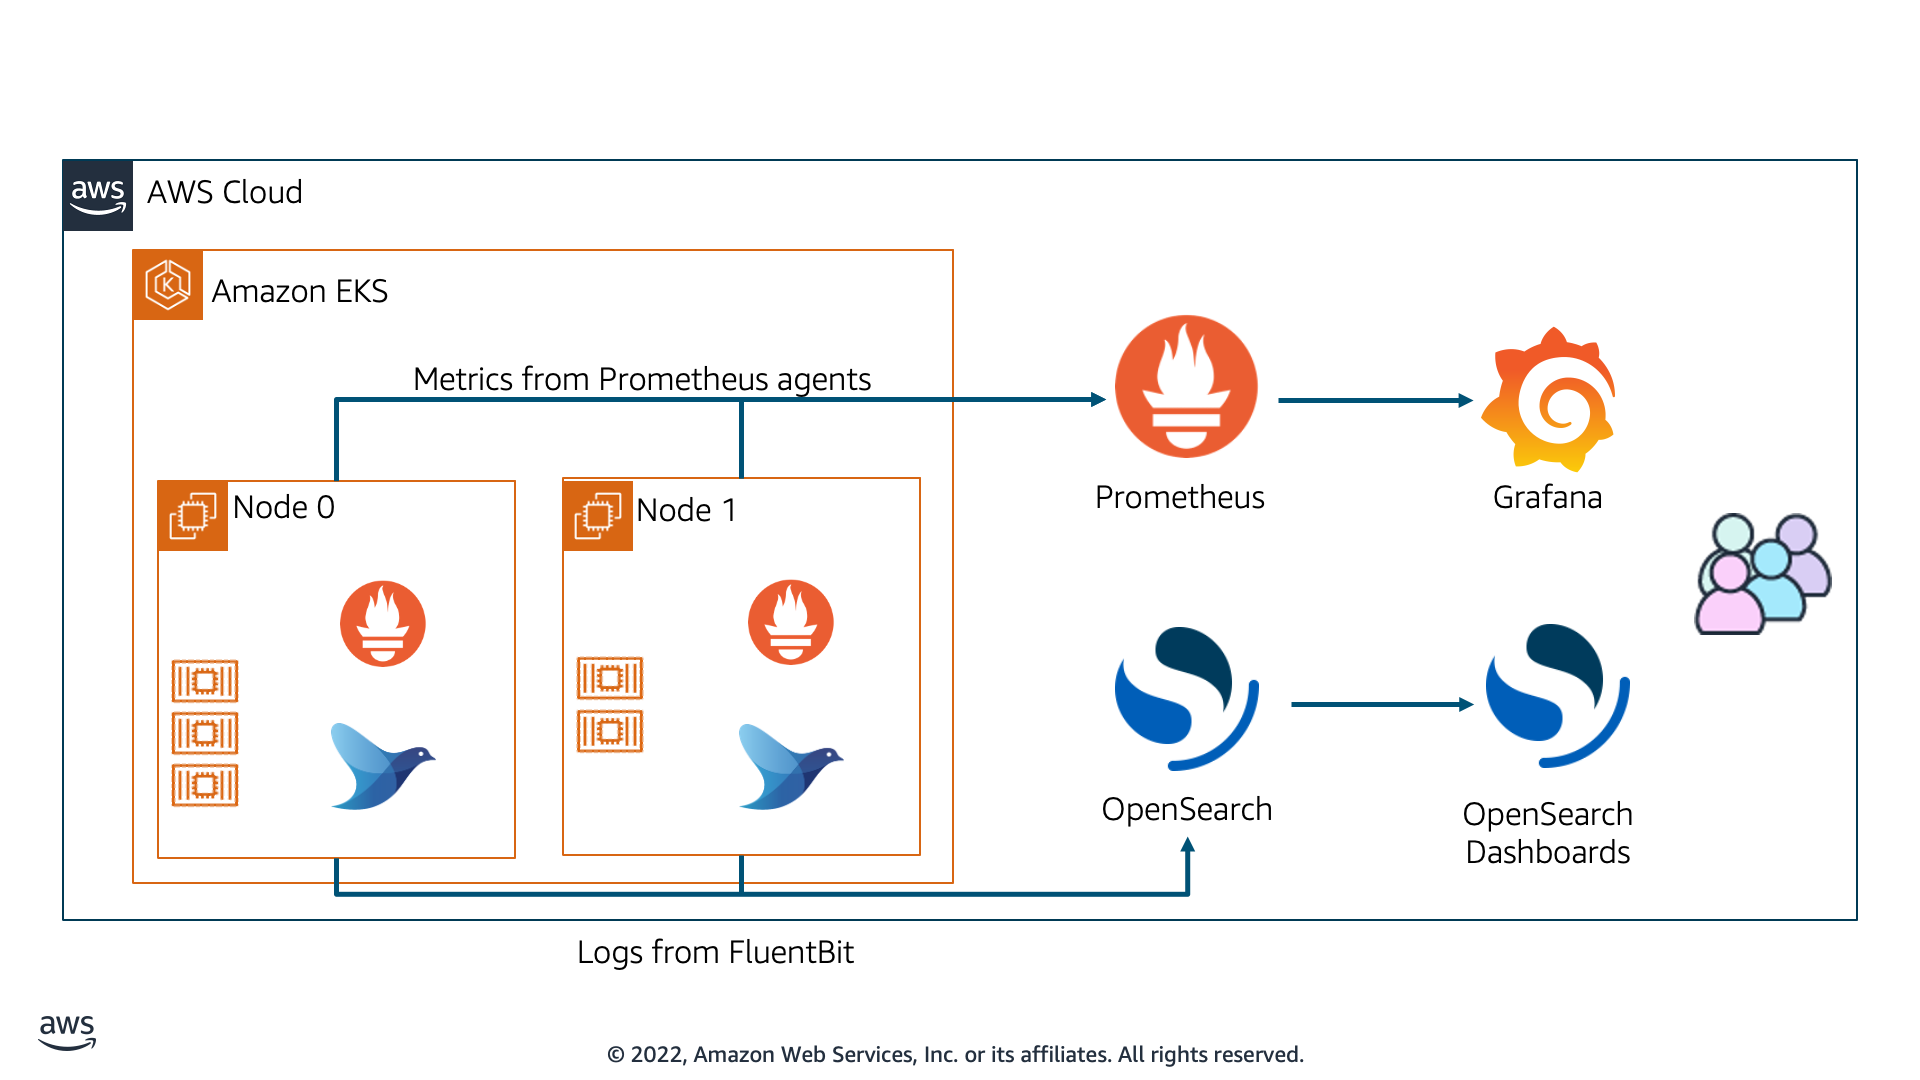 aws
AWS Cloud
K
Amazon EKS
Metrics from Prometheus agents
Node 0
Node 1
Prometheus
Grafana
OpenSearch
OpenSearch
Dashboards
Logs from FluentBit
aws
© 2022, Amazon Web Services, Inc. or its affiliates. All rights reserved.